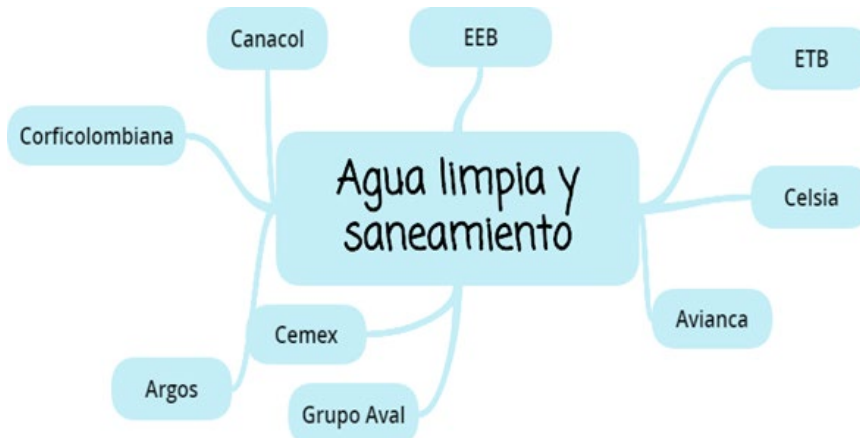 Canacol
EEB
ETB
Corficolombiana
Agua limpia y
saneamiento
Celsia
Avianca
Cemex
Argos
Grupo Aval